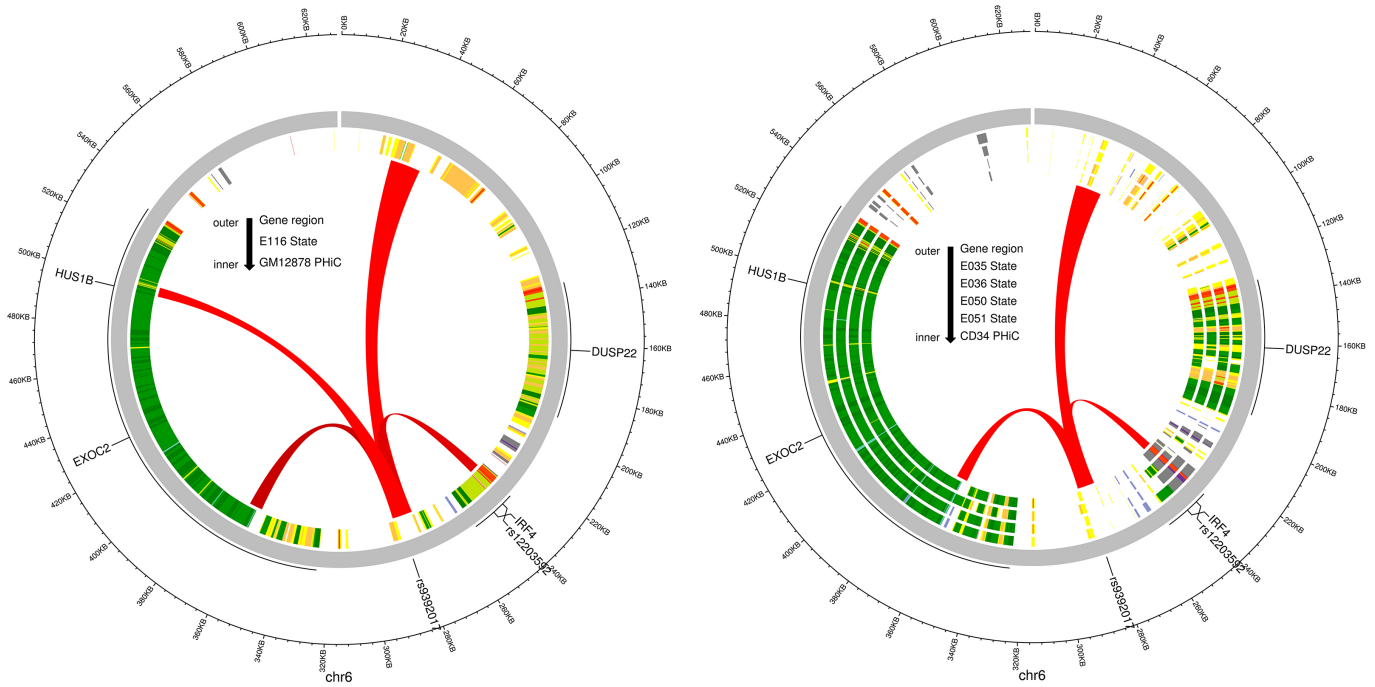 0KB
20KB
40KB
60KB
80KB
100KB
120KB
140KB
160KB
180KB
200KB
220KB
240KB
260KB
280KB
300KB
320KB
340KB
360KB
380KB
400KB
420KB
440KB
460KB
480KB
500KB
520KB
540KB
560KB
580KB
600KB
620KB
outer
Gene region
E116 State
inner
GM12878 PHiC
HUS1B
EXOC2
DUSP22
IRF4
rs12203592
rs9392017
chr6
0KB
20KB
40KB
60KB
80KB
100KB
120KB
140KB
160KB
180KB
200KB
220KB
240KB
260KB
280KB
300KB
320KB
340KB
360KB
380KB
400KB
420KB
440KB
460KB
480KB
500KB
520KB
540KB
560KB
580KB
600KB
620KB
outer
Gene region
E035 State
E036 State
E050 State
E051 State
inner
CD34 PHiC
HUS1B
EXOC2
DUSP22
IRF4
rs12203592
rs9392017
chr6